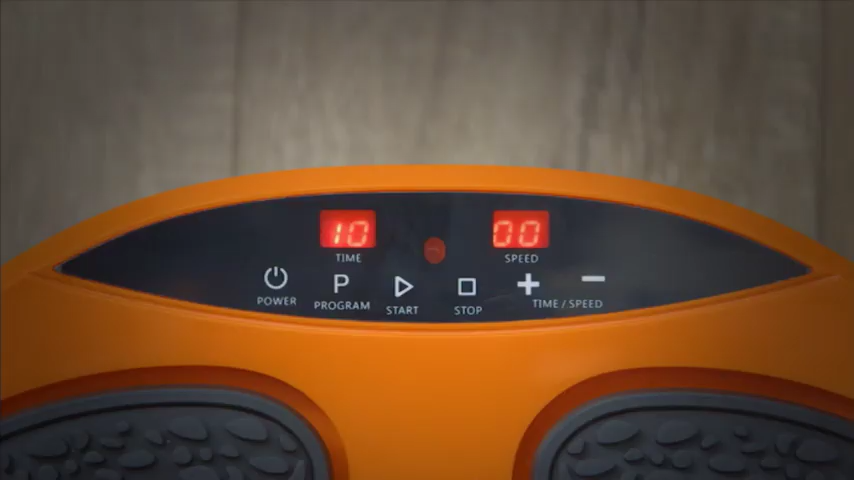 10 00
TIME SPEED
P
POWER PROGRAM START STOP TIME / SPEED